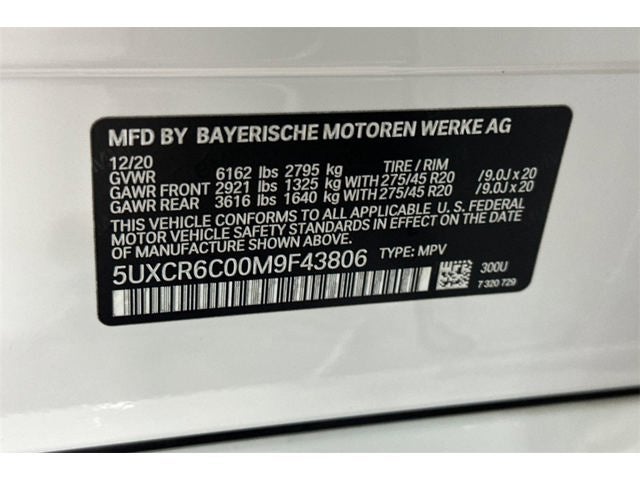 MFD BY BAYERISCHE MOTOREN WERKE AG
12/20
GVWR 6162 lbs 2795 kg TIRE / RIM
GAWR FRONT 2921 lbs 1325 kg WITH 275/45 R20 /9.0J x 20
GAWR REAR 3616 lbs 1640 kg WITH 275/45 R20 /9.0J x 20
THIS VEHICLE CONFORMS TO ALL APPLICABLE U. S. FEDERAL
MOTOR VEHICLE SAFETY STANDARDS IN EFFECT ON THE DATE
OF MANUFACTURE SHOWN ABOVE.
5UXCR6C00M9F43806 TYPE: MPV
300U
7 320 729